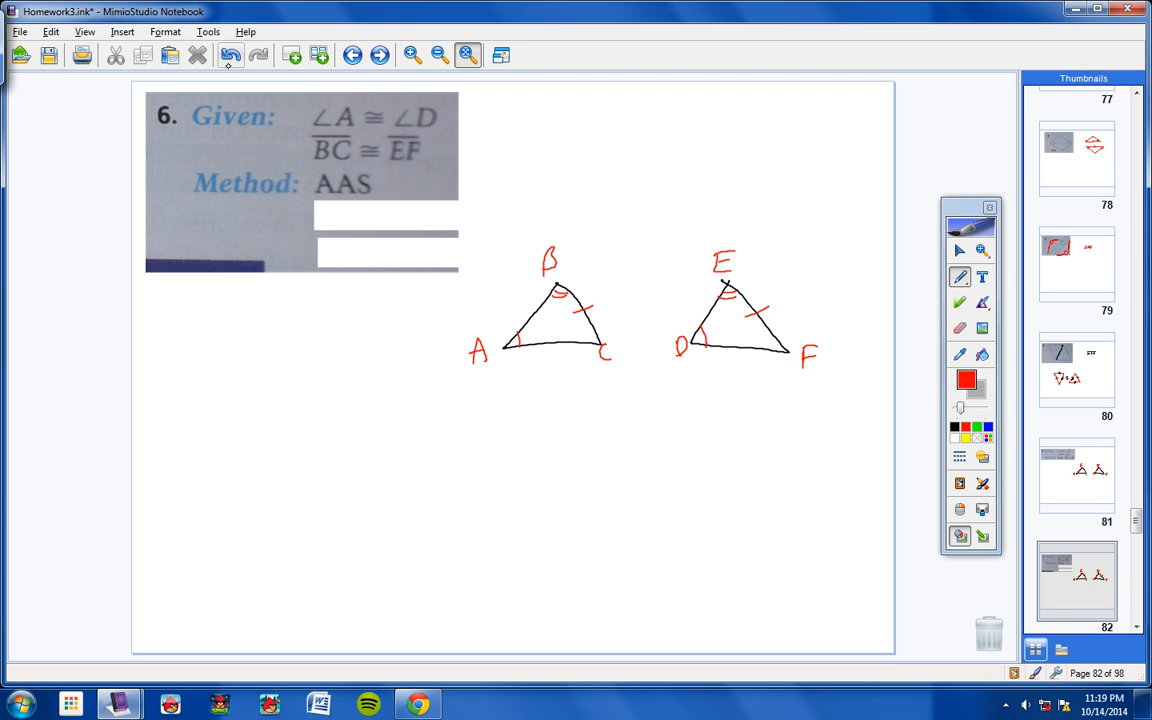 Homework3.ink* - MimioStudio Notebook
File Edit View Insert Format Tools Help
Thumbnails
77
78
79
80
81
82
6. Given: ∠A ≅ ∠D
BC ≅ EF
Method: AAS
B E
A C D F
T
Page 82 of 98
11:19 PM
10/14/2014